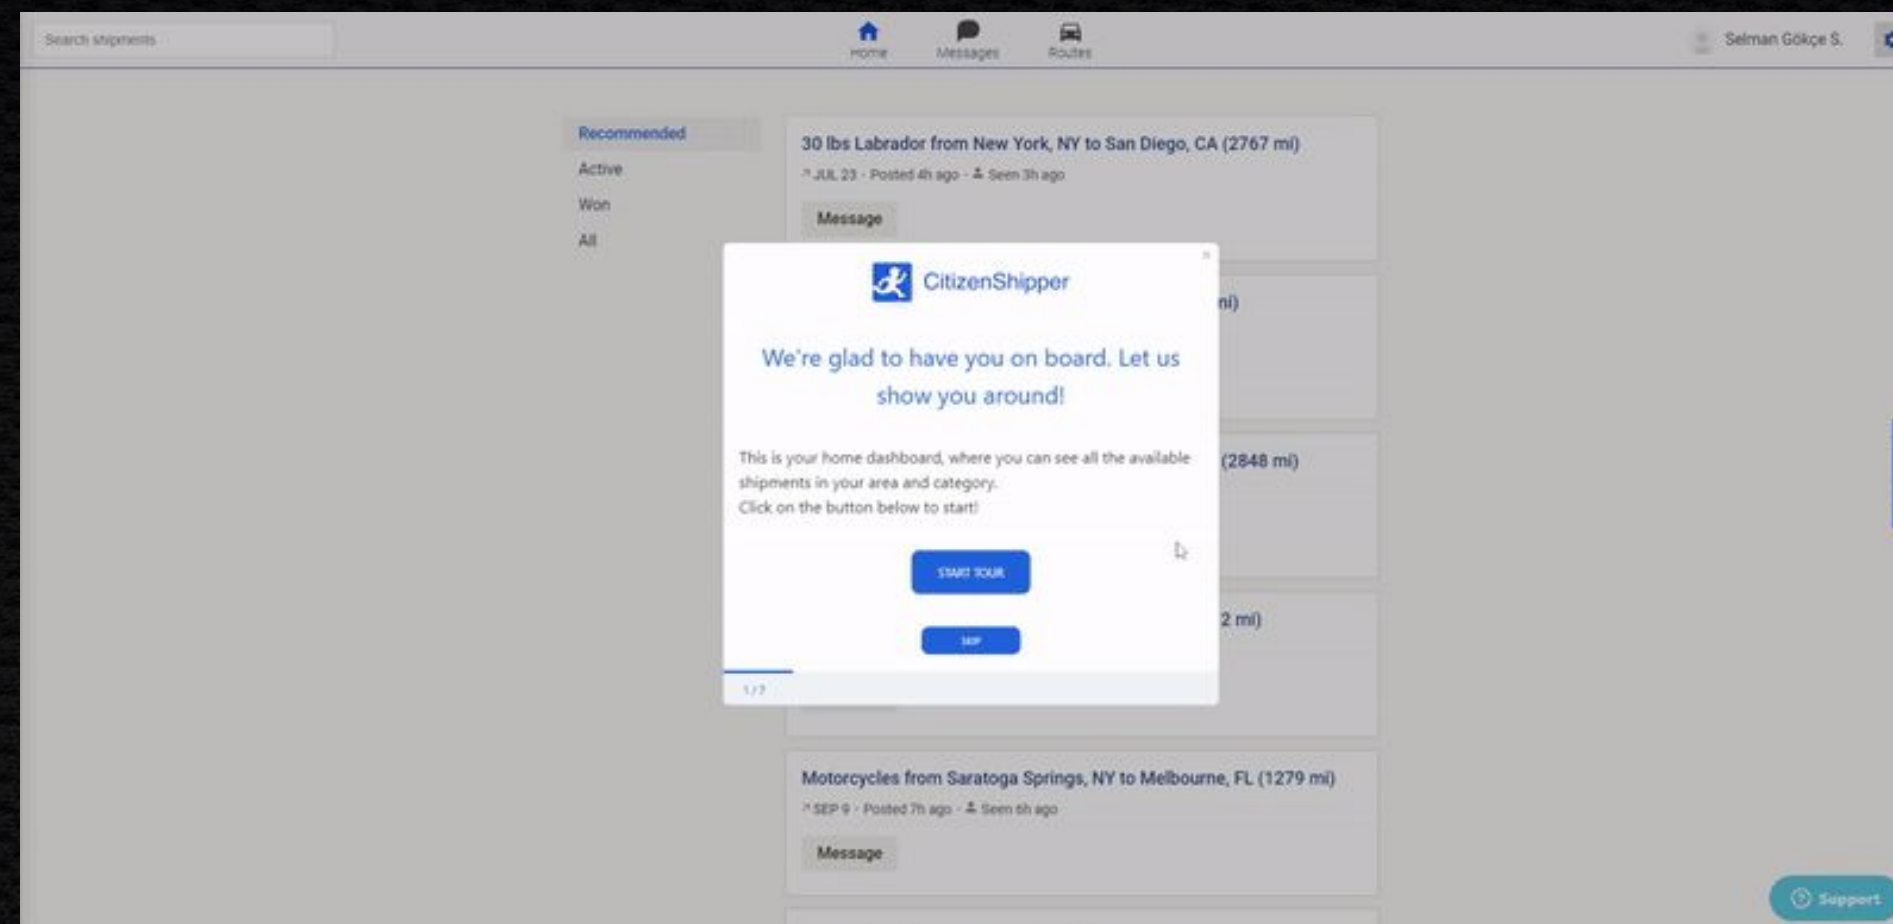 Search shipments
Home
Messages
Routes
Selman Gökçe S.
Recommended
Active
Won
All
30 lbs Labrador from New York, NY to San Diego, CA (2767 mi)
JUL 23 - Posted 4h ago - Seen 3h ago
Message
mi)
(2848 mi)
2 mi)
CitizenShipper
We're glad to have you on board. Let us
show you around!
This is your home dashboard, where you can see all the available
shipments in your area and category.
Click on the button below to start!
START TOUR
SKIP
1 / 7
Motorcycles from Saratoga Springs, NY to Melbourne, FL (1279 mi)
SEP 9 - Posted 7h ago - Seen 6h ago
Message
Support